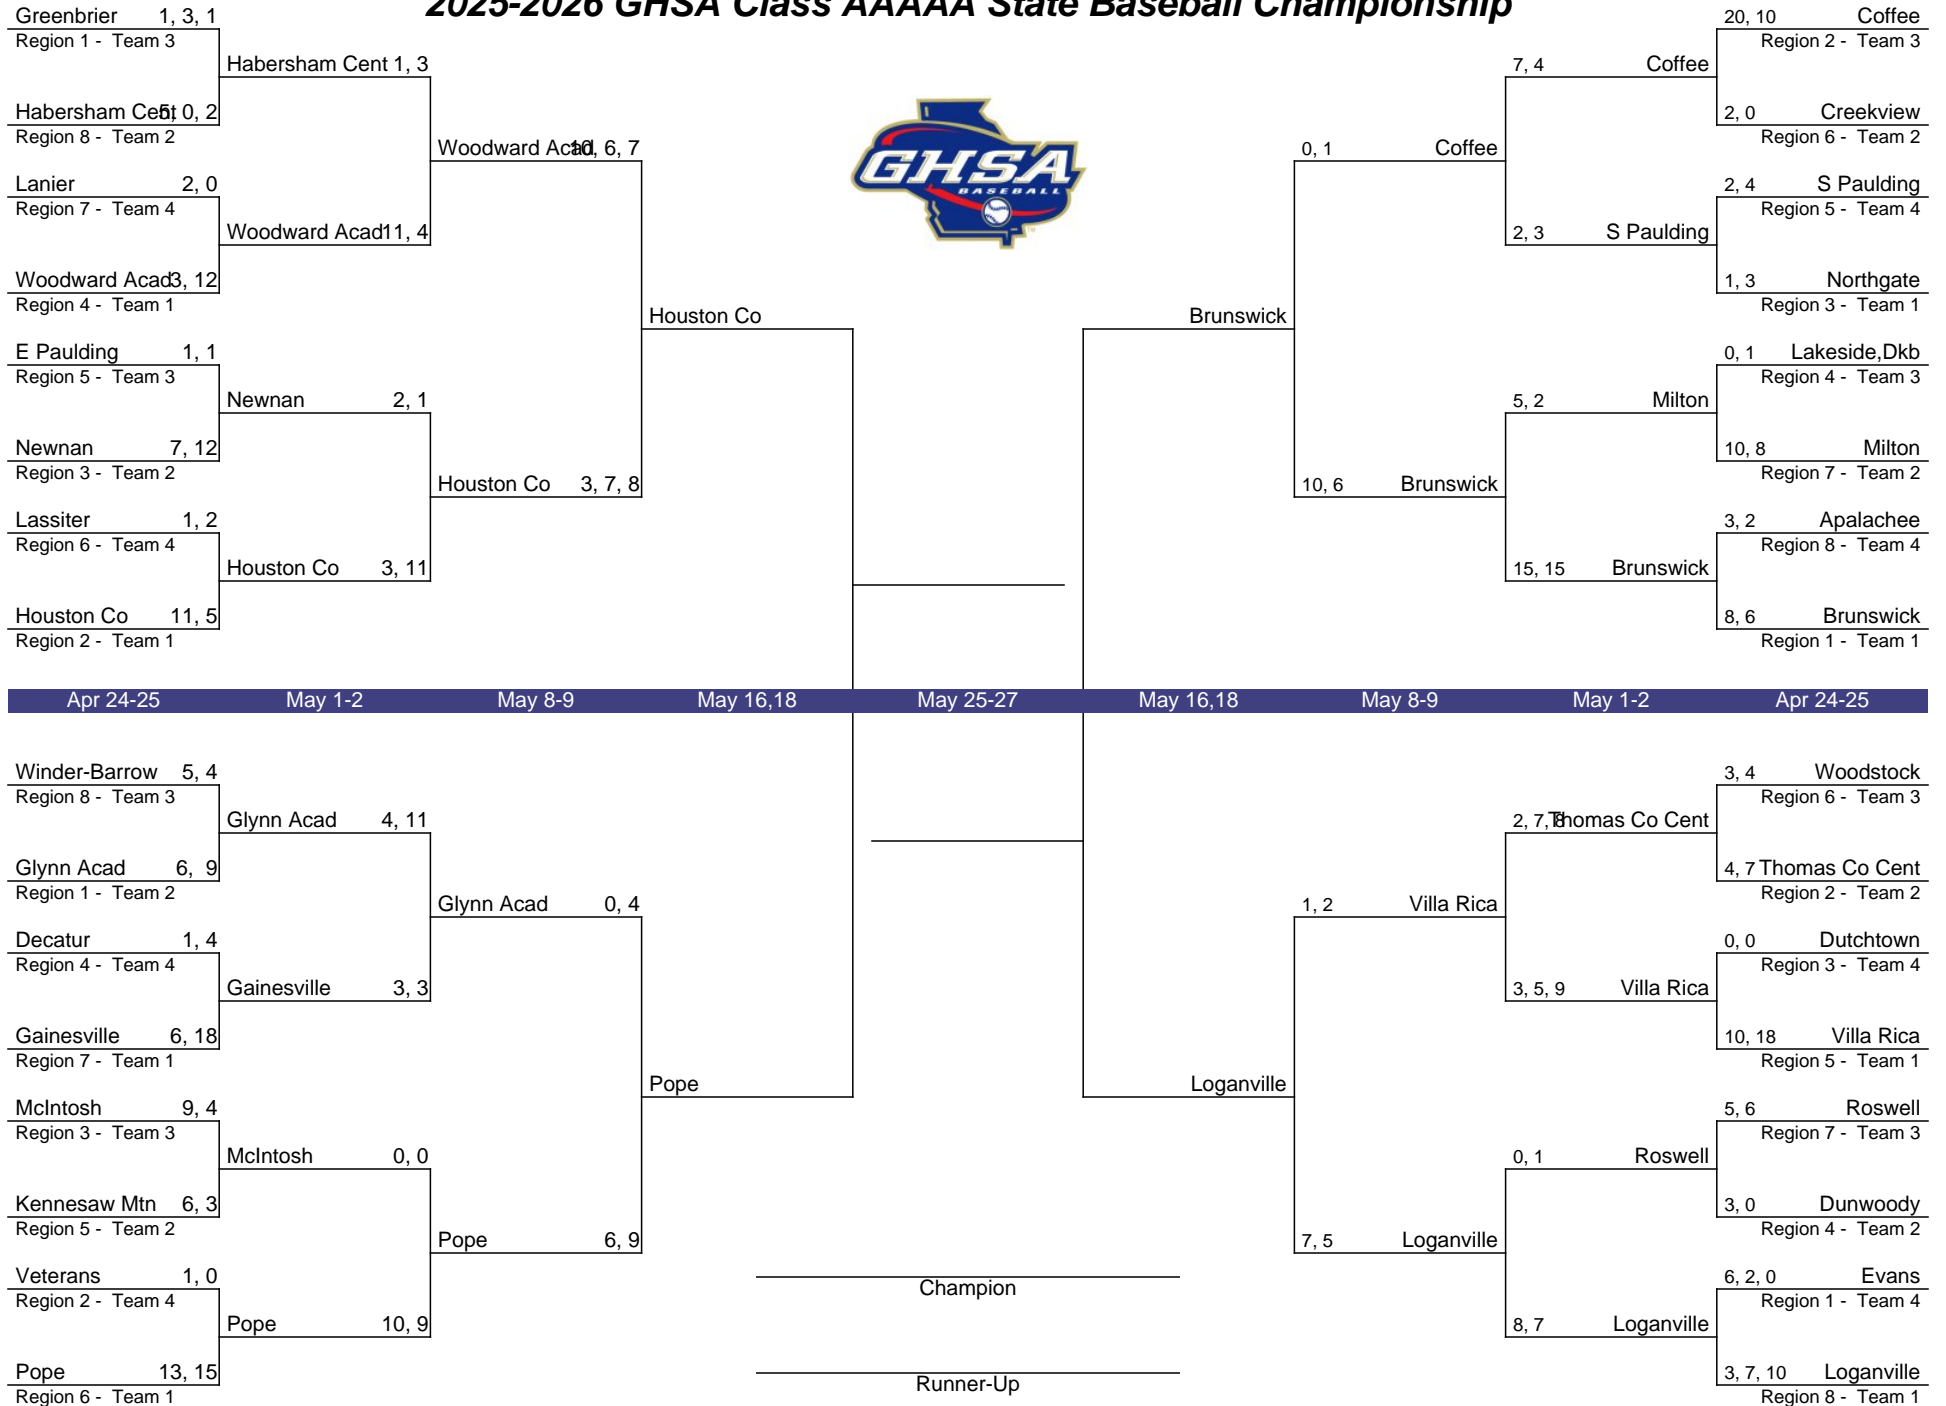 2025-2026 GHSA Class AAAAA State Baseball Championship
Greenbrier 1, 3, 1
Region 1 - Team 3
Habersham Cent 1, 3
Habersham Cent 5, 0, 2
Region 8 - Team 2
Woodward Acad 10, 6, 7
Lanier 2, 0
Region 7 - Team 4
Woodward Acad 11, 4
Woodward Acad 3, 12
Region 4 - Team 1
Houston Co
E Paulding 1, 1
Region 5 - Team 3
Newnan 2, 1
Newnan 7, 12
Region 3 - Team 2
Houston Co 3, 7, 8
Lassiter 1, 2
Region 6 - Team 4
Houston Co 3, 11
Houston Co 11, 5
Region 2 - Team 1
GHSA
BASEBALL
20, 10 Coffee
Region 2 - Team 3
7, 4 Coffee
2, 0 Creekview
Region 6 - Team 2
0, 1 Coffee
2, 4 S Paulding
Region 5 - Team 4
2, 3 S Paulding
1, 3 Northgate
Region 3 - Team 1
Brunswick
0, 1 Lakeside,Dkb
Region 4 - Team 3
5, 2 Milton
10, 8 Milton
Region 7 - Team 2
10, 6 Brunswick
3, 2 Apalachee
Region 8 - Team 4
15, 15 Brunswick
8, 6 Brunswick
Region 1 - Team 1
Apr 24-25 May 1-2 May 8-9 May 16,18 May 25-27 May 16,18 May 8-9 May 1-2 Apr 24-25
Winder-Barrow 5, 4
Region 8 - Team 3
Glynn Acad 4, 11
Glynn Acad 6, 9
Region 1 - Team 2
Glynn Acad 0, 4
Decatur 1, 4
Region 4 - Team 4
Gainesville 3, 3
Gainesville 6, 18
Region 7 - Team 1
Pope
McIntosh 9, 4
Region 3 - Team 3
McIntosh 0, 0
Kennesaw Mtn 6, 3
Region 5 - Team 2
Pope 6, 9
Veterans 1, 0
Region 2 - Team 4
Pope 10, 9
Pope 13, 15
Region 6 - Team 1
Champion
Runner-Up
3, 4 Woodstock
Region 6 - Team 3
2, 7, 8 Thomas Co Cent
4, 7 Thomas Co Cent
Region 2 - Team 2
1, 2 Villa Rica
0, 0 Dutchtown
Region 3 - Team 4
3, 5, 9 Villa Rica
10, 18 Villa Rica
Region 5 - Team 1
Loganville
5, 6 Roswell
Region 7 - Team 3
0, 1 Roswell
3, 0 Dunwoody
Region 4 - Team 2
7, 5 Loganville
6, 2, 0 Evans
Region 1 - Team 4
8, 7 Loganville
3, 7, 10 Loganville
Region 8 - Team 1